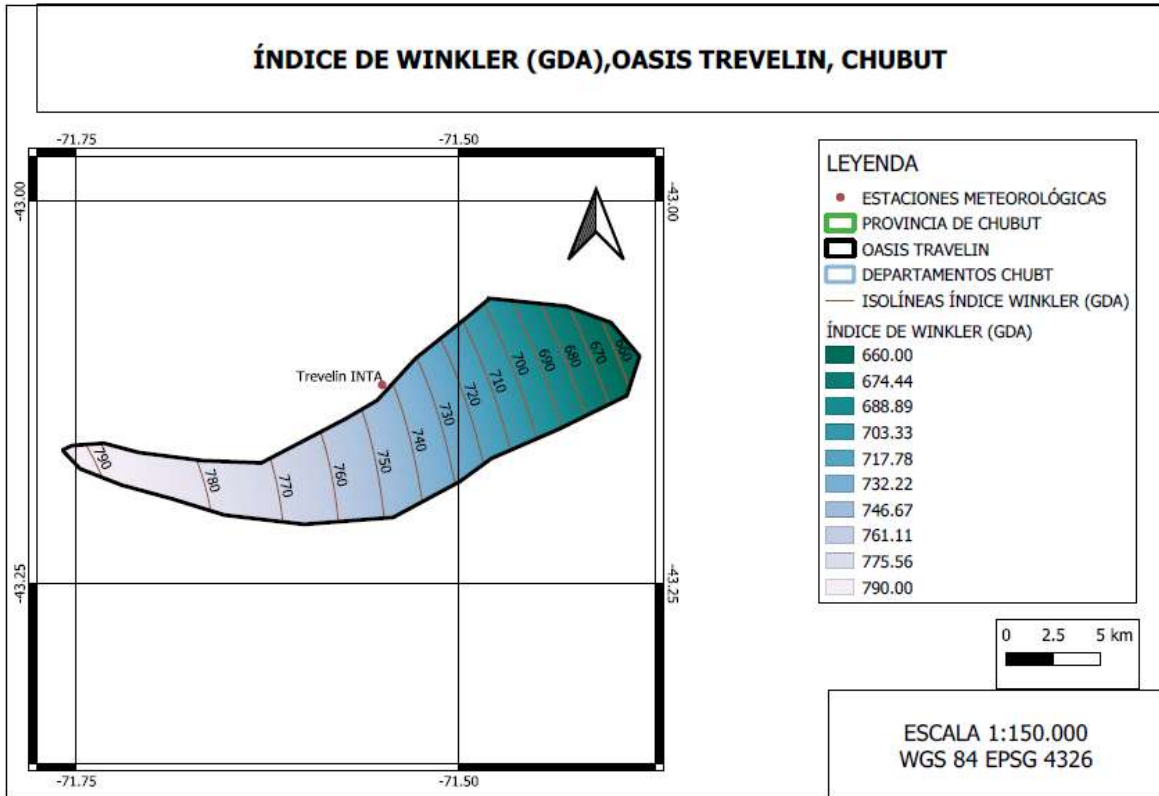 ÍNDICE DE WINKLER (GDA),OASIS TREVELIN, CHUBUT
-71.75 -71.50
-43.00 -43.00
Trevelin INTA
790
780
770
760
750
740
730
720
710
700
690
680
670
660
-43.25 -43.25
-71.75 -71.50
LEYENDA
ESTACIONES METEOROLÓGICAS
PROVINCIA DE CHUBUT
OASIS TRAVELIN
DEPARTAMENTOS CHUBT
ISOLÍNEAS ÍNDICE WINKLER (GDA)
ÍNDICE DE WINKLER (GDA)
660.00
674.44
688.89
703.33
717.78
732.22
746.67
761.11
775.56
790.00
0 2.5 5 km
ESCALA 1:150.000
WGS 84 EPSG 4326